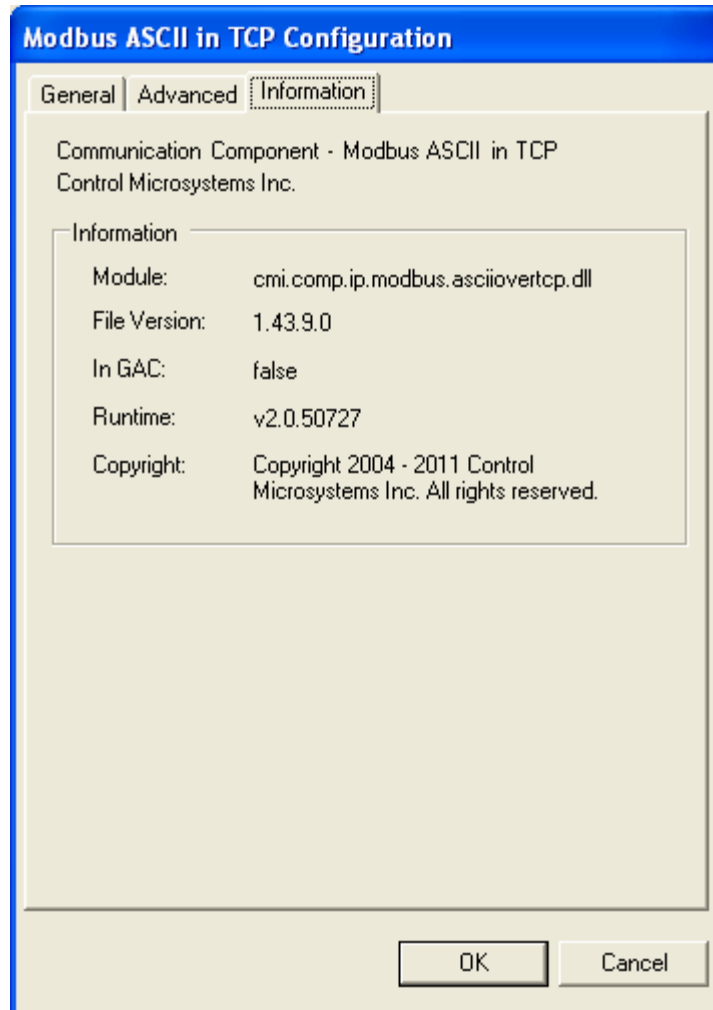 Modbus ASCII in TCP Configuration
General Advanced Information
Communication Component - Modbus ASCII in TCP
Control Microsystems Inc.
Information
Module: cmi.comp.ip.modbus.asciiovertcp.dll
File Version: 1.43.9.0
In GAC: false
Runtime: v2.0.50727
Copyright: Copyright 2004 - 2011 Control
Microsystems Inc. All rights reserved.
OK Cancel